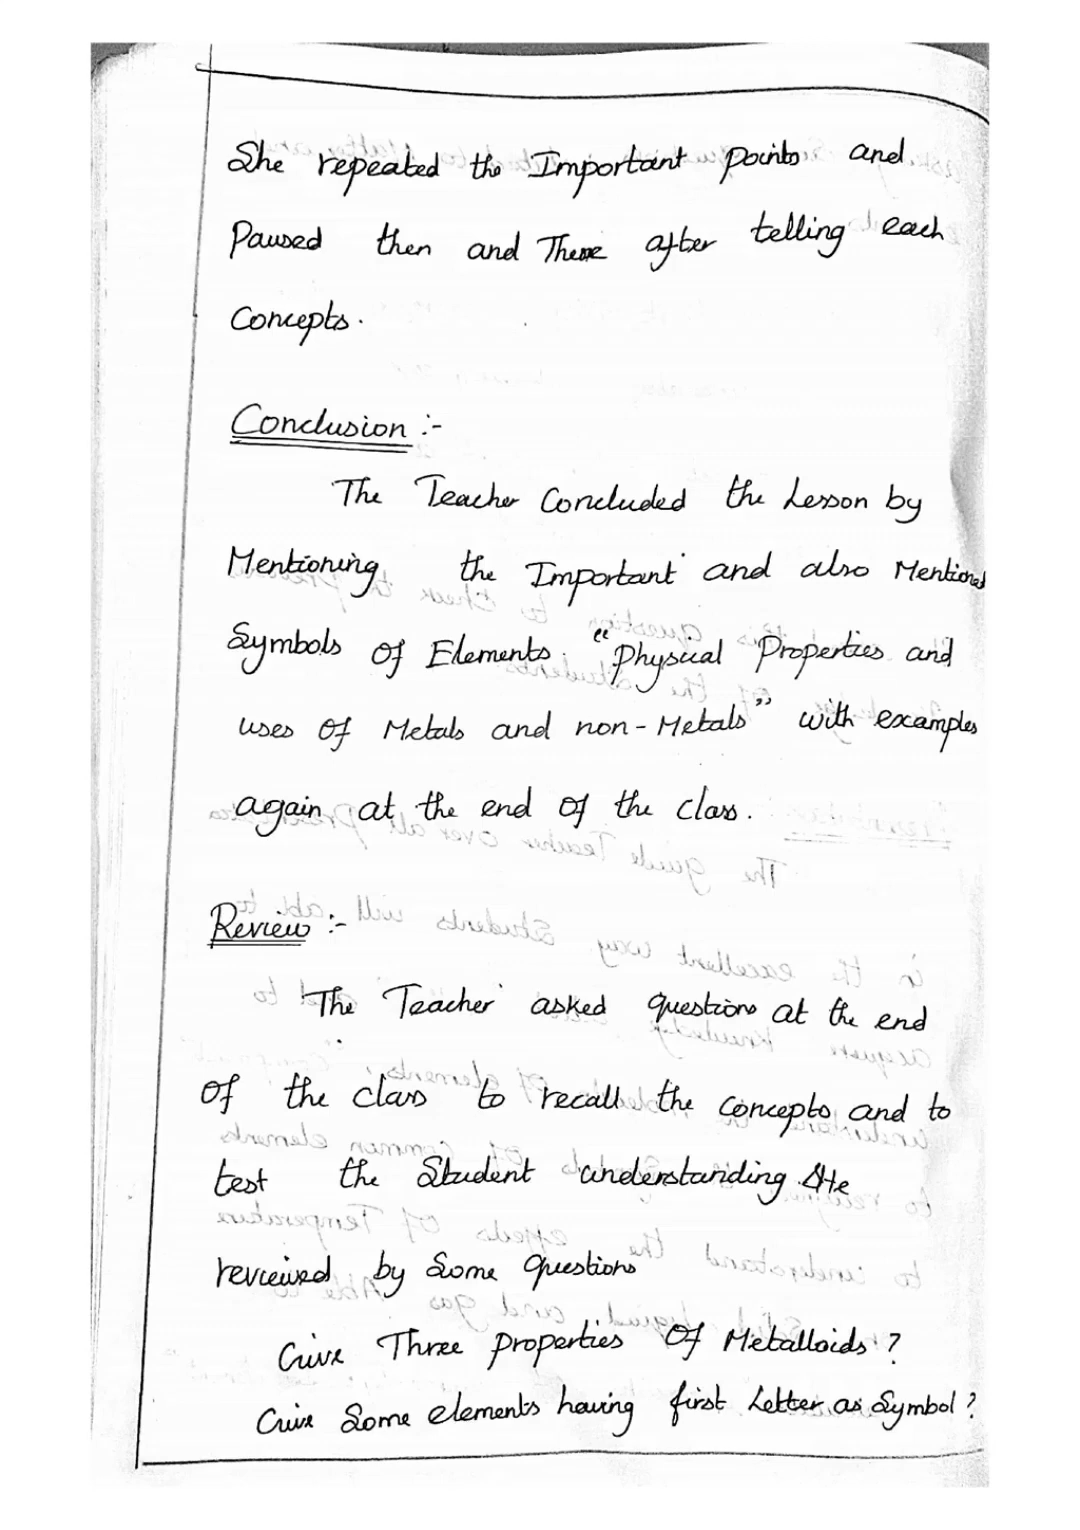 She repeated the Important points and
Paused then and There after telling each
Concepts.
Conclusion :-
The Teacher Concluded the Lesson by
Mentioning the Important and also Mentioned
Symbols of Elements. "Physical Properties and
uses of Metals and non-Metals" with examples
again at the end of the class.
Review :-
The Teacher asked questions at the end
of the class to recall the concepts and to
test the Student understanding. He
reviewed by Some questions
Give Three properties Of Metalloids ?
Give Some elements having first Letter as Symbol ?